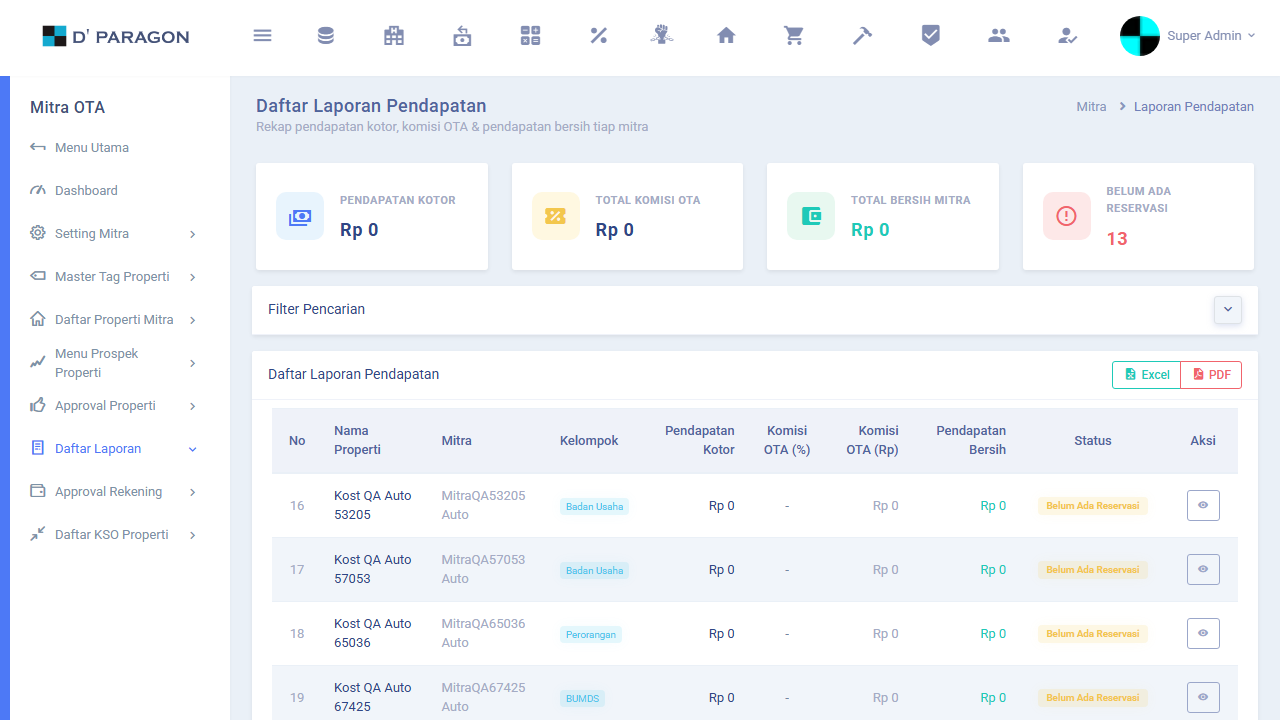 D' PARAGON
Super Admin
Mitra OTA
Menu Utama
Dashboard
Setting Mitra
Master Tag Properti
Daftar Properti Mitra
Menu Prospek
Properti
Approval Properti
Daftar Laporan
Approval Rekening
Daftar KSO Properti
Daftar Laporan Pendapatan
Rekap pendapatan kotor, komisi OTA & pendapatan bersih tiap mitra
Mitra > Laporan Pendapatan
PENDAPATAN KOTOR
Rp 0
TOTAL KOMISI OTA
Rp 0
TOTAL BERSIH MITRA
Rp 0
BELUM ADA
RESERVASI
13
Filter Pencarian
Daftar Laporan Pendapatan
Excel PDF
No Nama Properti Mitra Kelompok Pendapatan Kotor Komisi OTA (%) Komisi OTA (Rp) Pendapatan Bersih Status Aksi
16 Kost QA Auto 53205 MitraQA53205 Auto Badan Usaha Rp 0 - Rp 0 Rp 0 Belum Ada Reservasi
17 Kost QA Auto 57053 MitraQA57053 Auto Badan Usaha Rp 0 - Rp 0 Rp 0 Belum Ada Reservasi
18 Kost QA Auto 65036 MitraQA65036 Auto Perorangan Rp 0 - Rp 0 Rp 0 Belum Ada Reservasi
19 Kost QA Auto 67425 MitraQA67425 Auto BUMDS Rp 0 - Rp 0 Rp 0 Belum Ada Reservasi